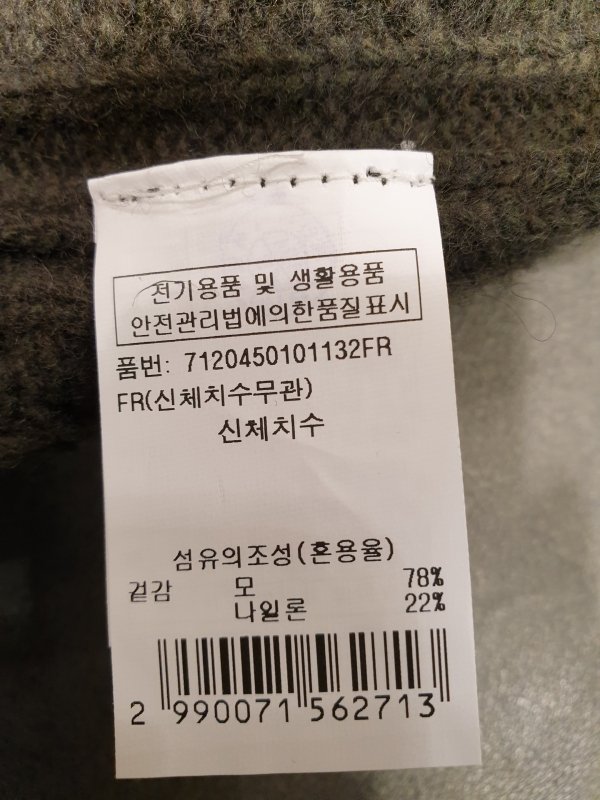 전기용품 및 생활용품
안전관리법에의한품질표시
품번: 7120450101132FR
FR(신체치수무관)
신체치수
섬유의조성(혼용율)
겉감 모 78%
나일론 22%
2 990071 562713